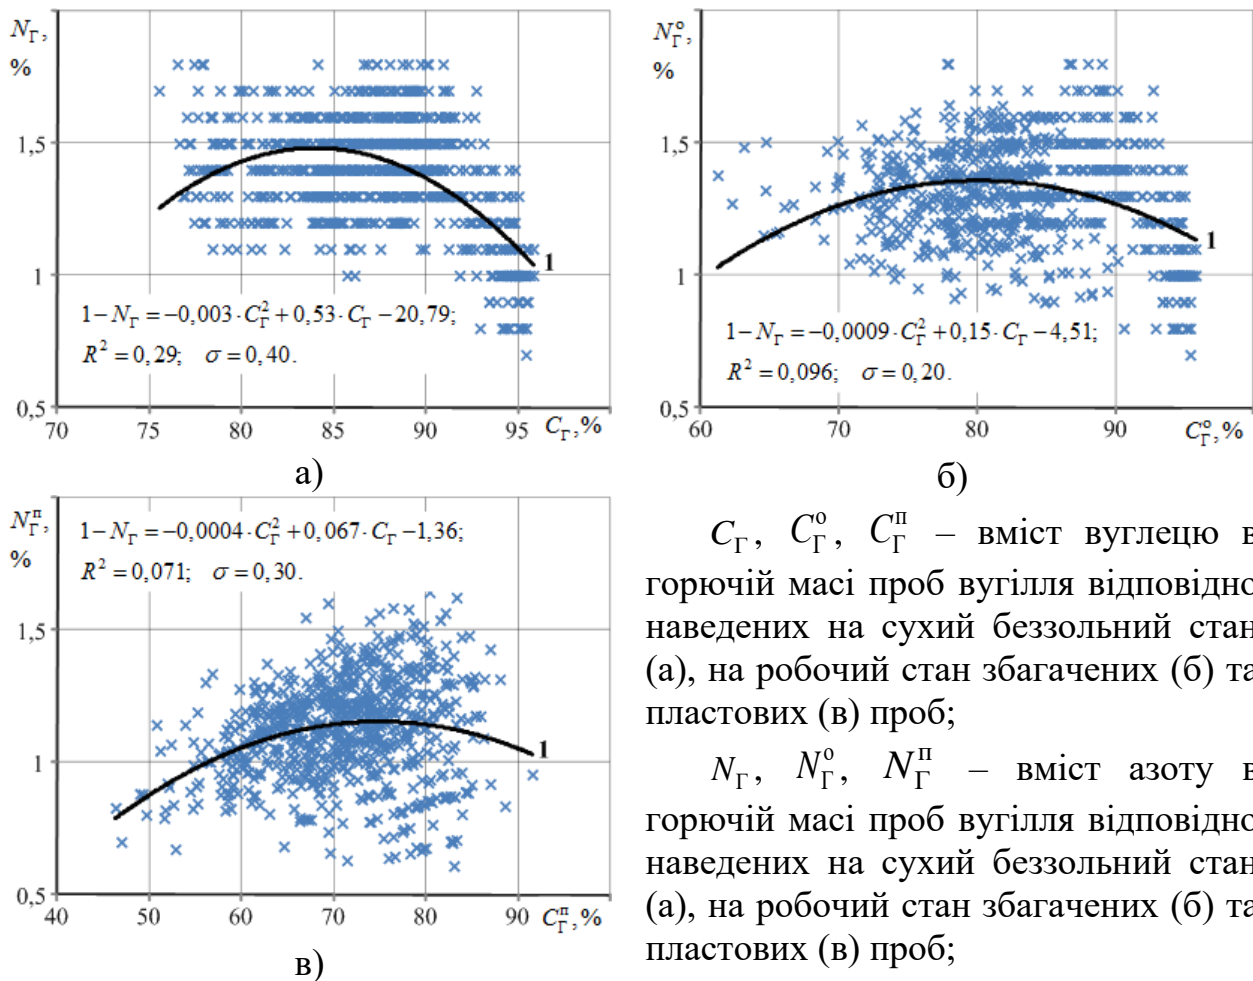 N_Г, %
1,5
1
0,5
70 75 80 85 90 95
C_Г, %
1
1 – N_Г = –0,003 · C_Г² + 0,53 · C_Г – 20,79;
R² = 0,29; σ = 0,40.
а)
N_Г^о, %
1,5
1
0,5
60 70 80 90
C_Г^о, %
1
1 – N_Г = –0,0009 · C_Г² + 0,15 · C_Г – 4,51;
R² = 0,096; σ = 0,20.
б)
N_Г^п, %
1 – N_Г = –0,0004 · C_Г² + 0,067 · C_Г – 1,36;
R² = 0,071; σ = 0,30.
1,5
1
0,5
40 50 60 70 80 90
C_Г^п, %
1
в)
C_Г, C_Г^о, C_Г^п – вміст вуглецю в
горючій масі проб вугілля відповідно
наведених на сухий беззольний стан
(а), на робочий стан збагачених (б) та
пластових (в) проб;
N_Г, N_Г^о, N_Г^п – вміст азоту в
горючій масі проб вугілля відповідно
наведених на сухий беззольний стан
(а), на робочий стан збагачених (б) та
пластових (в) проб;